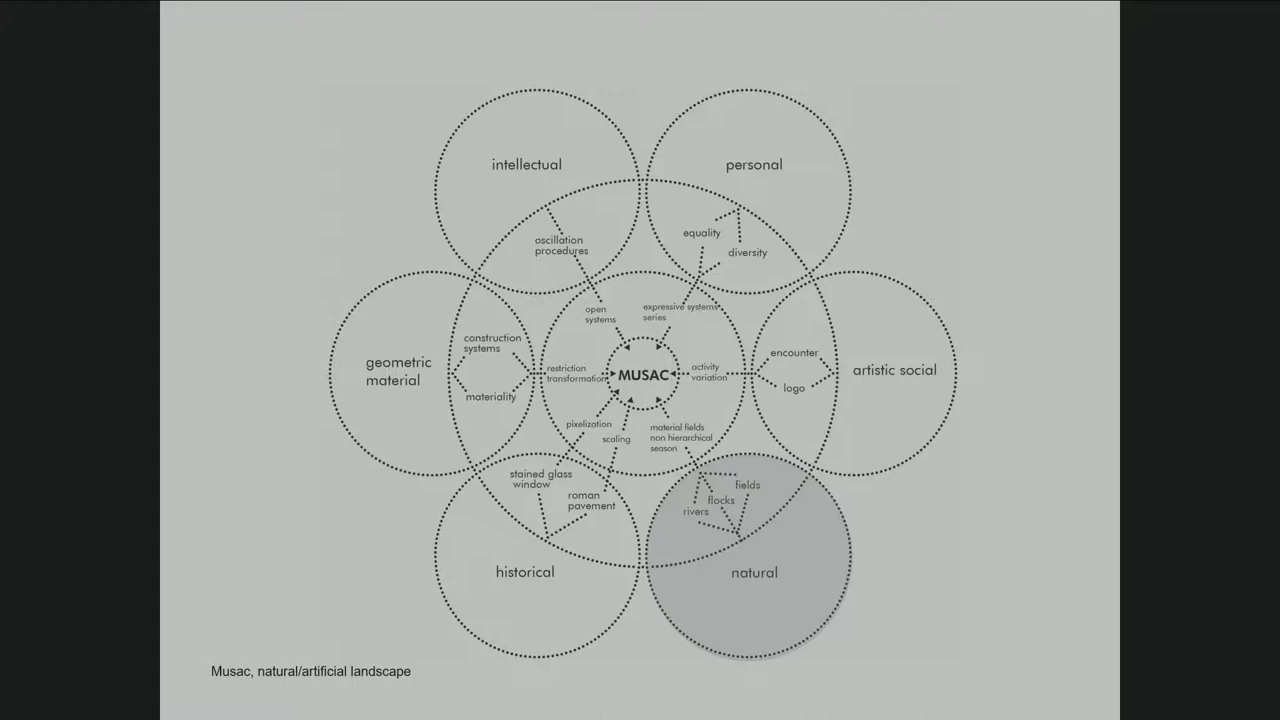 intellectual
personal
oscillation
procedures
equality
diversity
open
systems
expressive systems
series
construction
systems
geometric
material
materiality
restriction
transformation
MUSAC
activity
variation
encounter
logo
artistic social
pixelization
scaling
material fields
non hierarchical
season
stained glass
window
roman
pavement
fields
flocks
rivers
historical
natural
Musac, natural/artificial landscape